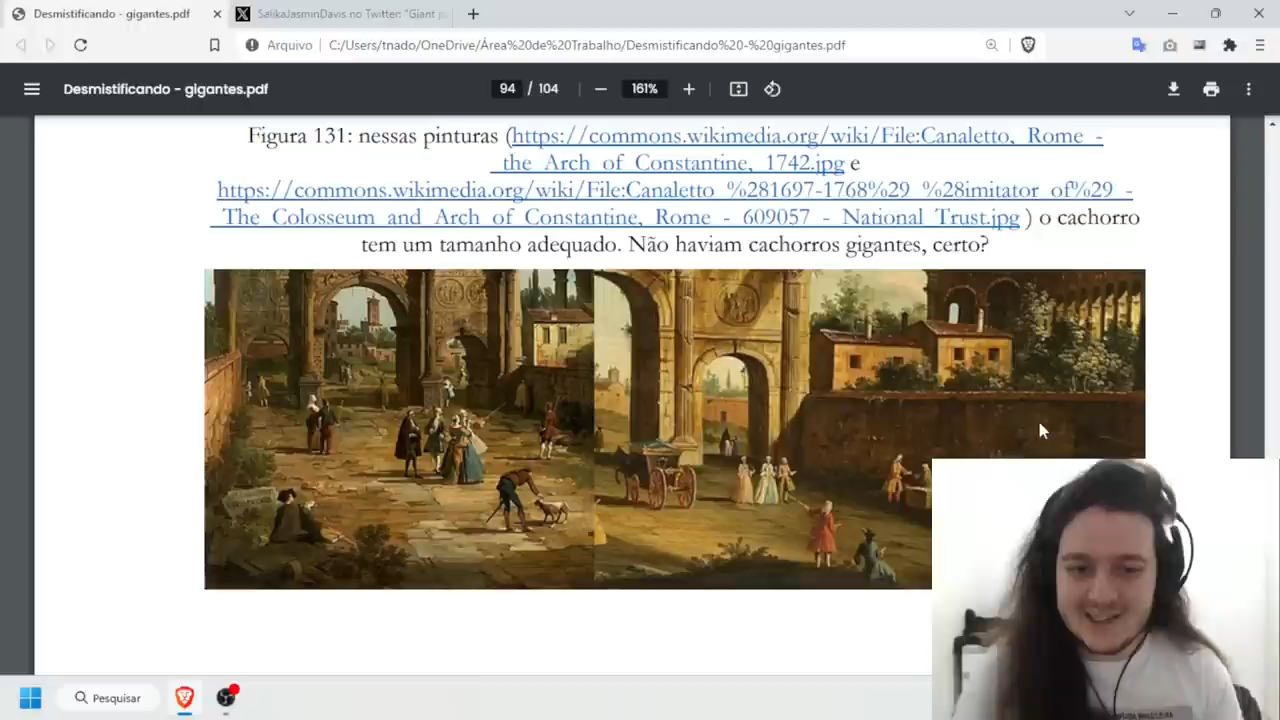 Desmistificando - gigantes.pdf
SalikaJasminDavis no Twitter: "Giant p
Arquivo
C:/Users/tnado/OneDrive/Área%20de%20Trabalho/Desmistificando%20-%20gigantes.pdf
Desmistificando - gigantes.pdf
94 / 104
161%
Figura 131: nessas pinturas (https://commons.wikimedia.org/wiki/File:Canaletto,_Rome_-
_the_Arch_of_Constantine,_1742.jpg e
https://commons.wikimedia.org/wiki/File:Canaletto_%281697-1768%29_%28imitator_of%29_-
_The_Colosseum_and_Arch_of_Constantine,_Rome_-_609057_-_National_Trust.jpg ) o cachorro
tem um tamanho adequado. Não haviam cachorros gigantes, certo?
Pesquisar